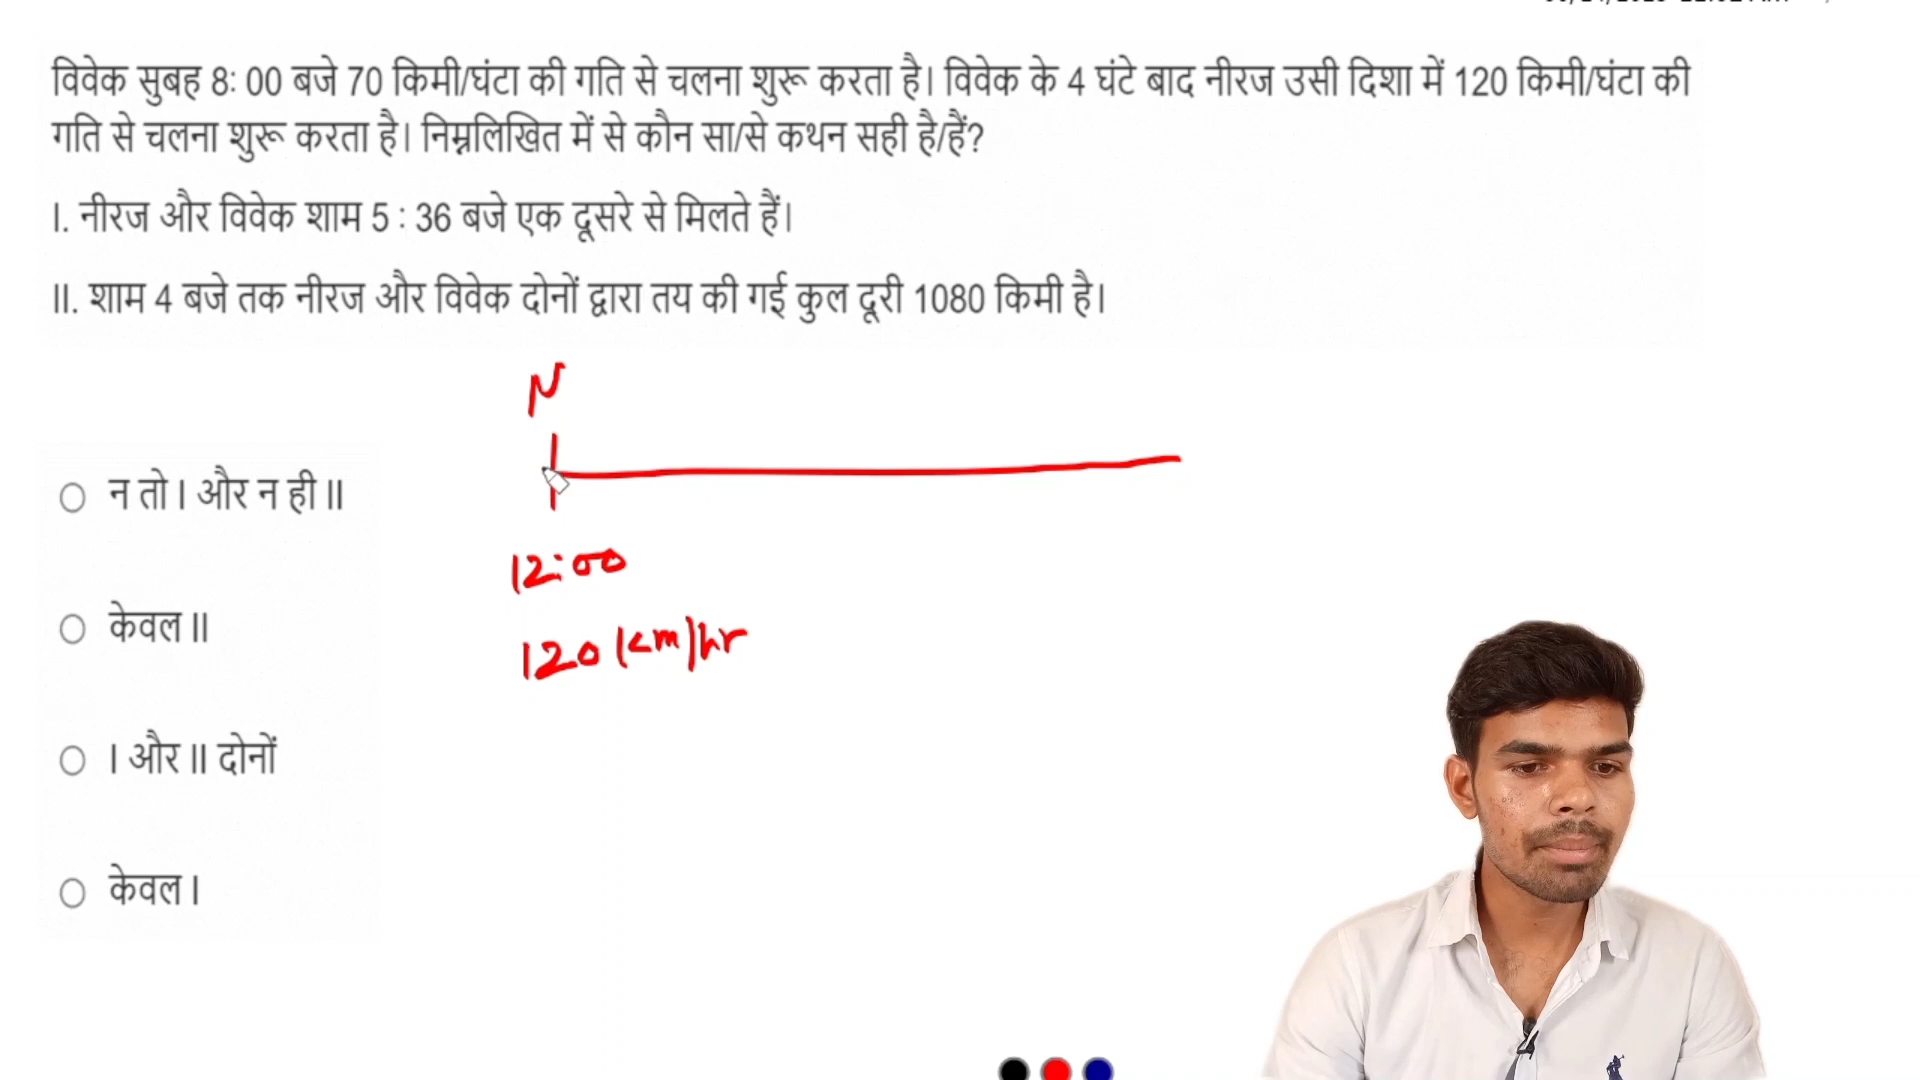 विवेक सुबह 8: 00 बजे 70 किमी/घंटा की गति से चलना शुरू करता है। विवेक के 4 घंटे बाद नीरज उसी दिशा में 120 किमी/घंटा की
गति से चलना शुरू करता है। निम्नलिखित में से कौन सा/से कथन सही है/हैं?
I. नीरज और विवेक शाम 5 : 36 बजे एक दूसरे से मिलते हैं।
II. शाम 4 बजे तक नीरज और विवेक दोनों द्वारा तय की गई कुल दूरी 1080 किमी है।
N
न तो I और न ही II
12:00
केवल II
120 km/hr
I और II दोनों
केवल I